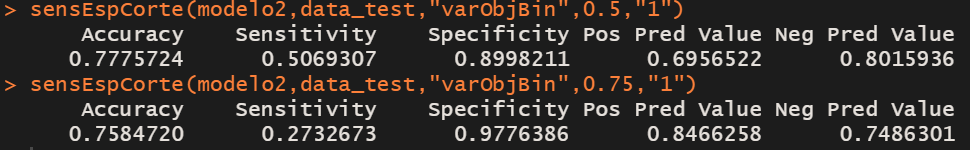 > sensEspCorte(modelo2,data_test,"varObjBin",0.5,"1")
Accuracy Sensitivity Specificity Pos Pred Value Neg Pred Value
0.7775724 0.5069307 0.8998211 0.6956522 0.8015936
> sensEspCorte(modelo2,data_test,"varObjBin",0.75,"1")
Accuracy Sensitivity Specificity Pos Pred Value Neg Pred Value
0.7584720 0.2732673 0.9776386 0.8466258 0.7486301